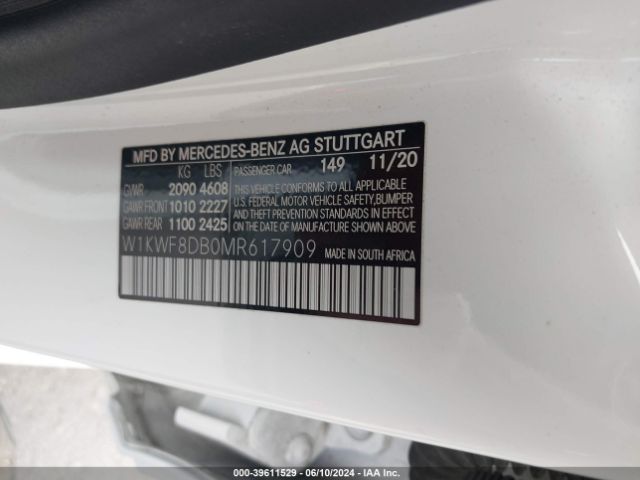 MFD BY MERCEDES-BENZ AG STUTTGART
KG LBS PASSENGER CAR 149 11/20
GVWR 2090 4608 THIS VEHICLE CONFORMS TO ALL APPLICABLE
GAWR FRONT 1010 2227 U.S. FEDERAL MOTOR VEHICLE SAFETY,BUMPER
GAWR REAR 1100 2425 AND THEFT PREVENTION STANDARDS IN EFFECT
ON THE DATE OF MANUFACTURE SHOWN ABOVE.
W1KWF8DB0MR617909 MADE IN SOUTH AFRICA
000-39611529 - 06/10/2024 - IAA Inc.